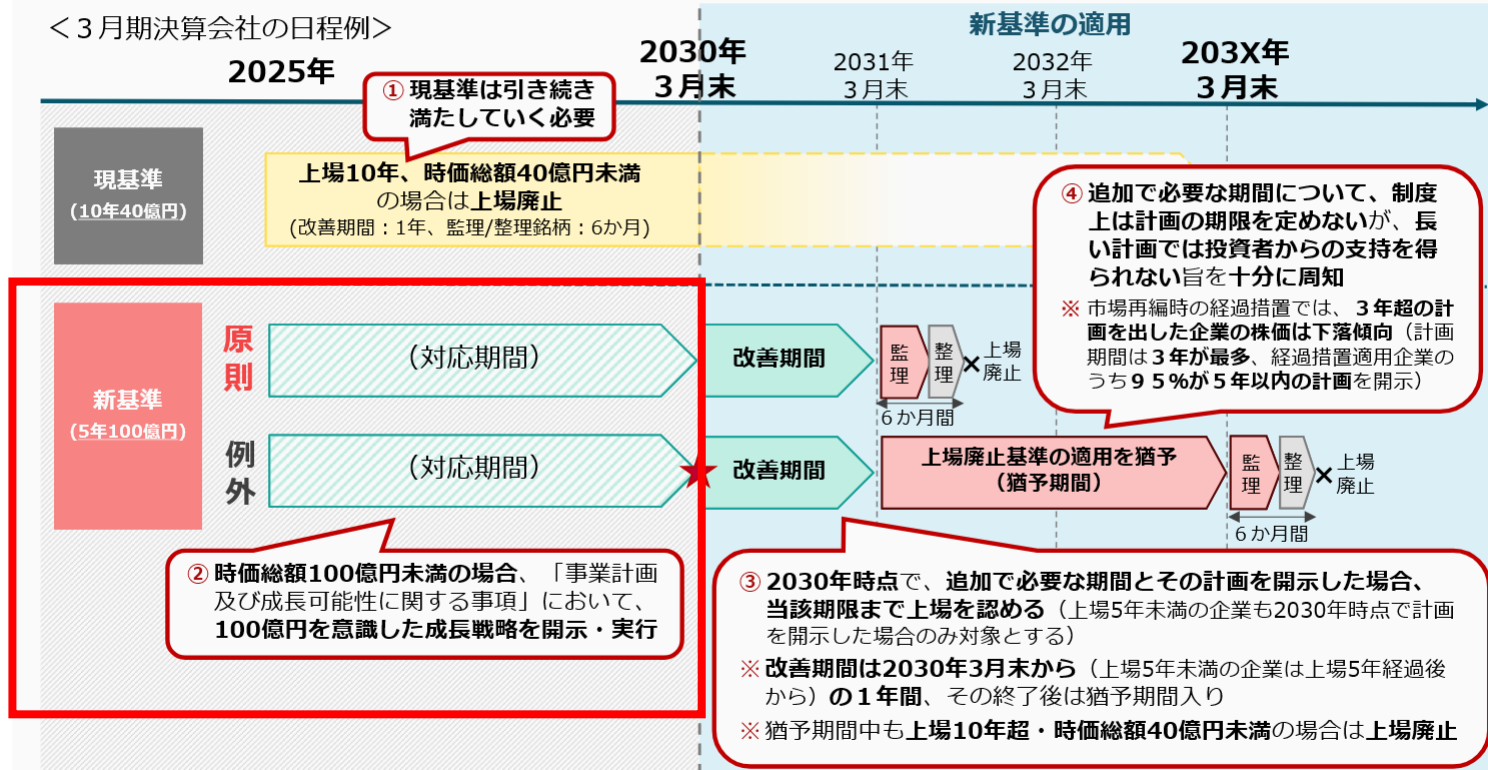 ＜３月期決算会社の日程例＞
新基準の適用
2025年
2030年
３月末
2031年
３月末
2032年
３月末
203X年
３月末
① 現基準は引き続き
満たしていく必要
現基準
(10年40億円)
上場10年、時価総額40億円未満
の場合は上場廃止
(改善期間：1年、監理/整理銘柄：6か月)
④ 追加で必要な期間について、制度
上は計画の期限を定めないが、長
い計画では投資者からの支持を得
られない旨を十分に周知
※ 市場再編時の経過措置では、３年超の計
画を出した企業の株価は下落傾向（計画
期間は３年が最多、経過措置適用企業の
うち９５％が５年以内の計画を開示）
新基準
(5年100億円)
原則
（対応期間）
改善期間
監理
整理
×上場
廃止
6か月間
例外
（対応期間）
改善期間
上場廃止基準の適用を猶予
（猶予期間）
監理
整理
×上場
廃止
6か月間
② 時価総額100億円未満の場合、「事業計画
及び成長可能性に関する事項」において、
100億円を意識した成長戦略を開示・実行
③ 2030年時点で、追加で必要な期間とその計画を開示した場合、
当該期限まで上場を認める（上場5年未満の企業も2030年時点で計画
を開示した場合のみ対象とする）
※ 改善期間は2030年3月末から（上場5年未満の企業は上場5年経過後
から）の１年間、その終了後は猶予期間入り
※ 猶予期間中も上場10年超・時価総額40億円未満の場合は上場廃止